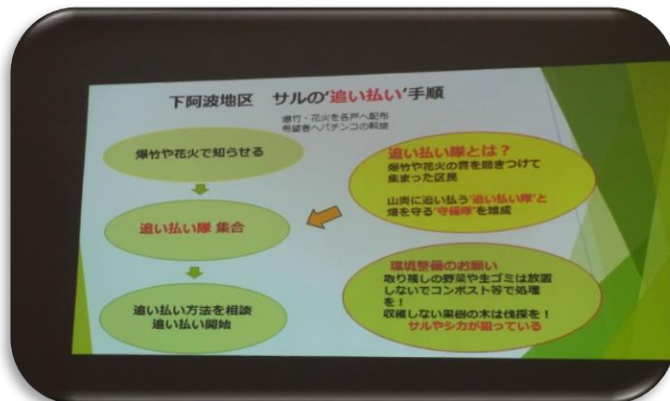 下阿波地区 サルの‘追い払い’手順
爆竹・花火を各戸へ配布
希望者へパチンコの斡旋
爆竹や花火で知らせる
追い払い隊 集合
追い払い方法を相談
追い払い開始
追い払い隊とは？
爆竹や花火の音を聞きつけて
集まった区民
山奥に追い払う‘追い払い隊’と
畑を守る‘守備隊’を編成
環境整備のお願い
取り残しの野菜や生ゴミは放置
しないでコンポスト等で処理
を！
収穫しない果樹の木は伐採を！
サルやシカが狙っている